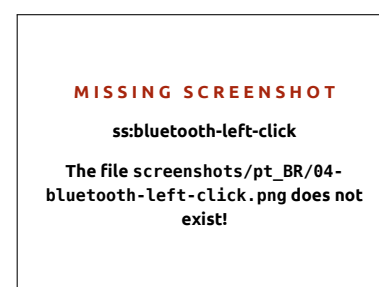 MISSING SCREENSHOT
ss:bluetooth-left-click
The file screenshots/pt_BR/04-
bluetooth-left-click.png does not
exist!